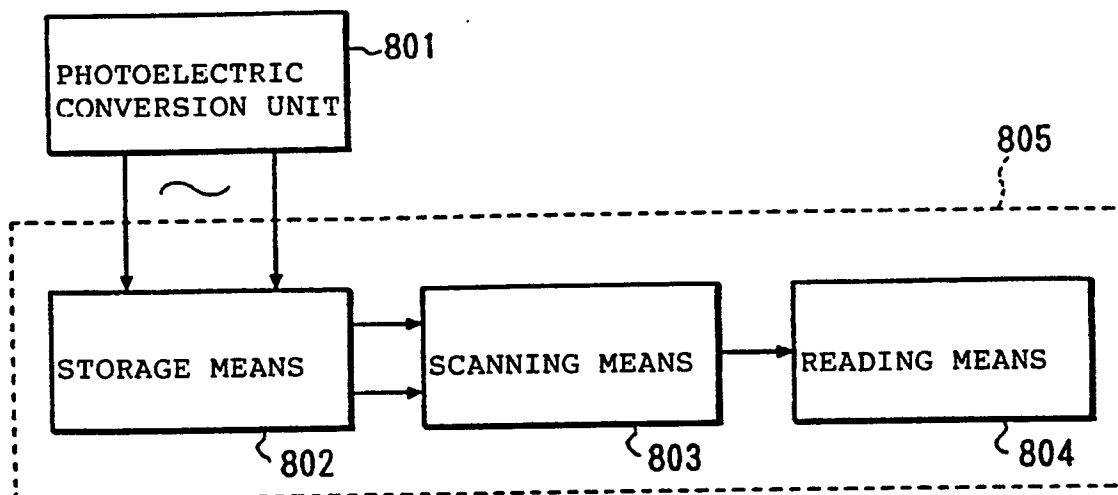 PHOTOELECTRIC
CONVERSION UNIT
801
805
STORAGE MEANS
SCANNING MEANS
READING MEANS
802
803
804